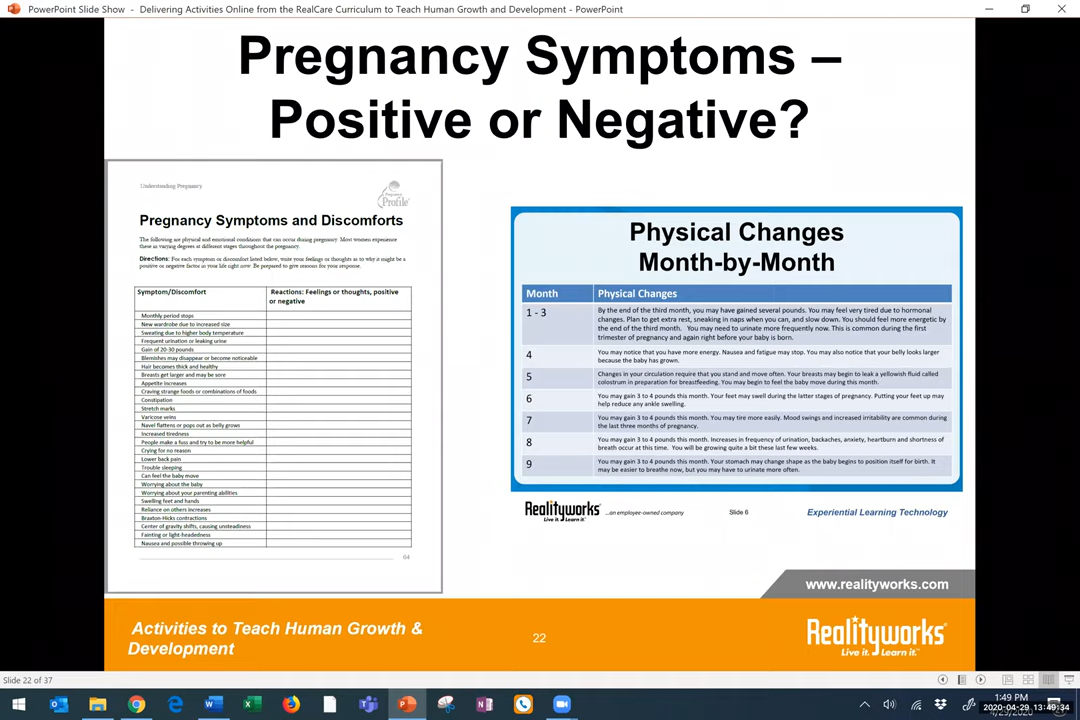 PowerPoint Slide Show - Delivering Activities Online from the RealCare Curriculum to Teach Human Growth and Development - PowerPoint
Pregnancy Symptoms –
Positive or Negative?
Understanding Pregnancy
Pregnancy
Profile
Pregnancy Symptoms and Discomforts
The following are physical and emotional conditions that can occur during pregnancy. Most women experience
these in varying degrees at different stages throughout the pregnancy.
Directions: For each symptom or discomfort listed below, write your feelings or thoughts as to why it might be a
positive or negative factor in your life right now. Be prepared to give reasons for your response.
Symptom/Discomfort
Reactions: Feelings or thoughts, positive
or negative
Monthly period stops
New wardrobe due to increased size
Sweating due to higher body temperature
Frequent urination or leaking urine
Gain of 20-30 pounds
Blemishes may disappear or become noticeable
Hair becomes thick and healthy
Breasts get larger and may be sore
Appetite increases
Craving strange foods or combinations of foods
Constipation
Stretch marks
Varicose veins
Navel flattens or pops out as belly grows
Increased tiredness
People make a fuss and try to be more helpful
Crying for no reason
Lower back pain
Trouble sleeping
Can feel the baby move
Worrying about the baby
Worrying about your parenting abilities
Swelling feet and hands
Reliance on others increases
Braxton-Hicks contractions
Center of gravity shifts, causing unsteadiness
Fainting or light-headedness
Nausea and possible throwing up
64
Physical Changes
Month-by-Month
Month Physical Changes
1 - 3 By the end of the third month, you may have gained several pounds. You may feel very tired due to hormonal
changes. Plan to get extra rest, sneaking in naps when you can, and slow down. You should feel more energetic by
the end of the third month. You may need to urinate more frequently now. This is common during the first
trimester of pregnancy and again right before your baby is born.
4 You may notice that you have more energy. Nausea and fatigue may stop. You may also notice that your belly looks larger
because the baby has grown.
5 Changes in your circulation require that you stand and move often. Your breasts may begin to leak a yellowish fluid called
colostrum in preparation for breastfeeding. You may begin to feel the baby move during this month.
6 You may gain 3 to 4 pounds this month. Your feet may swell during the latter stages of pregnancy. Putting your feet up may
help reduce any ankle swelling.
7 You may gain 3 to 4 pounds this month. You may tire more easily. Mood swings and increased irritability are common during
the last three months of pregnancy.
8 You may gain 3 to 4 pounds this month. Increases in frequency of urination, backaches, anxiety, heartburn and shortness of
breath occur at this time. You will be growing quite a bit these last few weeks.
9 You may gain 3 to 4 pounds this month. Your stomach may change shape as the baby begins to position itself for birth. It
may be easier to breathe now, but you may have to urinate more often.
Realityworks ...an employee-owned company Slide 6 Experiential Learning Technology
Live it. Learn it.
www.realityworks.com
Activities to Teach Human Growth &
Development
22
Realityworks
Live it. Learn it.
Slide 22 of 37
1:49 PM
2020-04-29 13:49:34